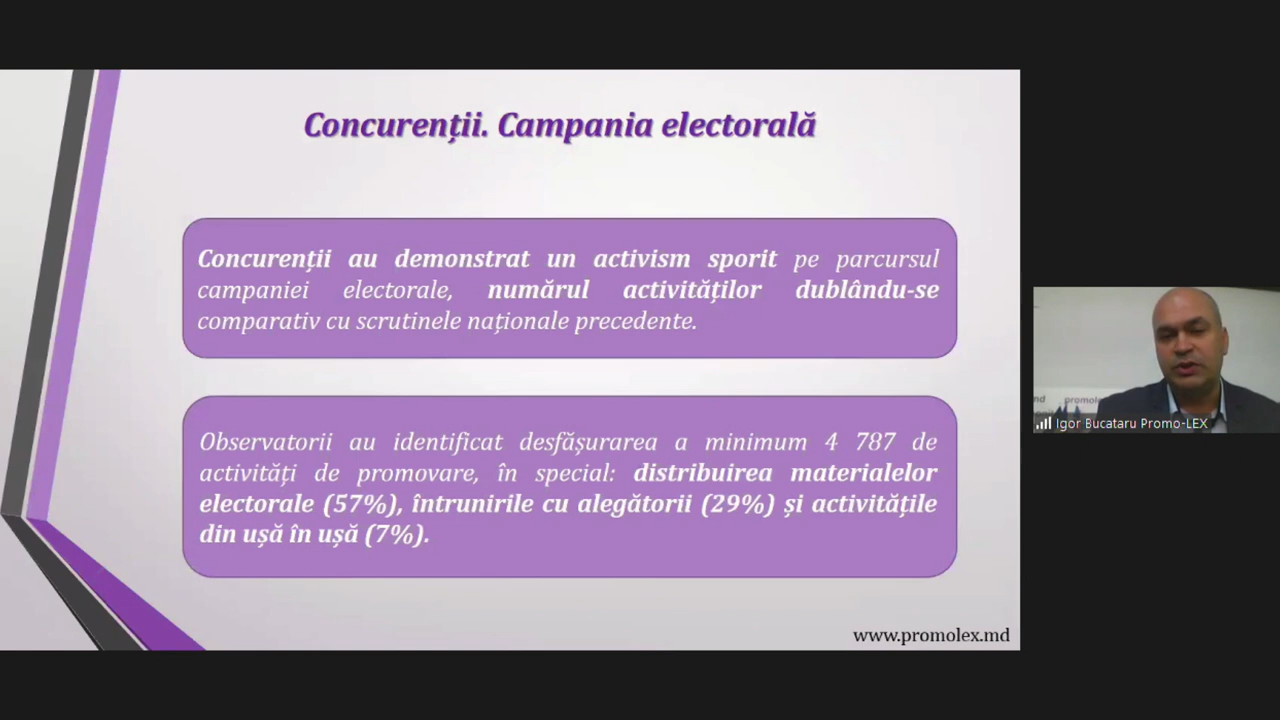 Concurenții. Campania electorală
Concurenții au demonstrat un activism sporit pe parcursul
campaniei electorale, numărul activităților dublându-se
comparativ cu scrutinele naționale precedente.
Observatorii au identificat desfășurarea a minimum 4 787 de
activități de promovare, în special: distribuirea materialelor
electorale (57%), întrunirile cu alegătorii (29%) și activitățile
din ușă în ușă (7%).
www.promolex.md
promole
Igor Bucataru Promo-LEX